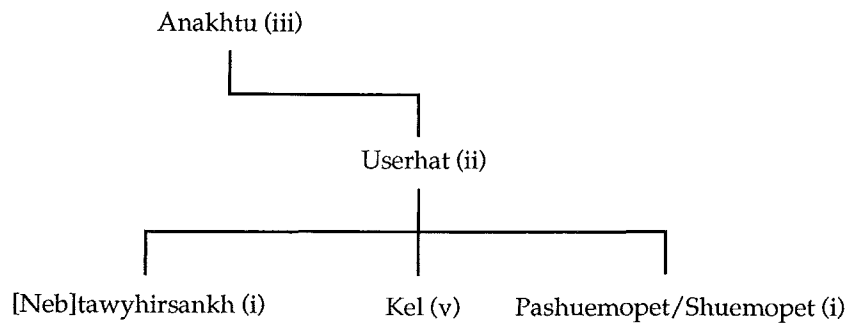 Anakhtu (iii)
Userhat (ii)
[Neb]tawyhirsankh (i) Kel (v) Pashuemopet/Shuemopet (i)